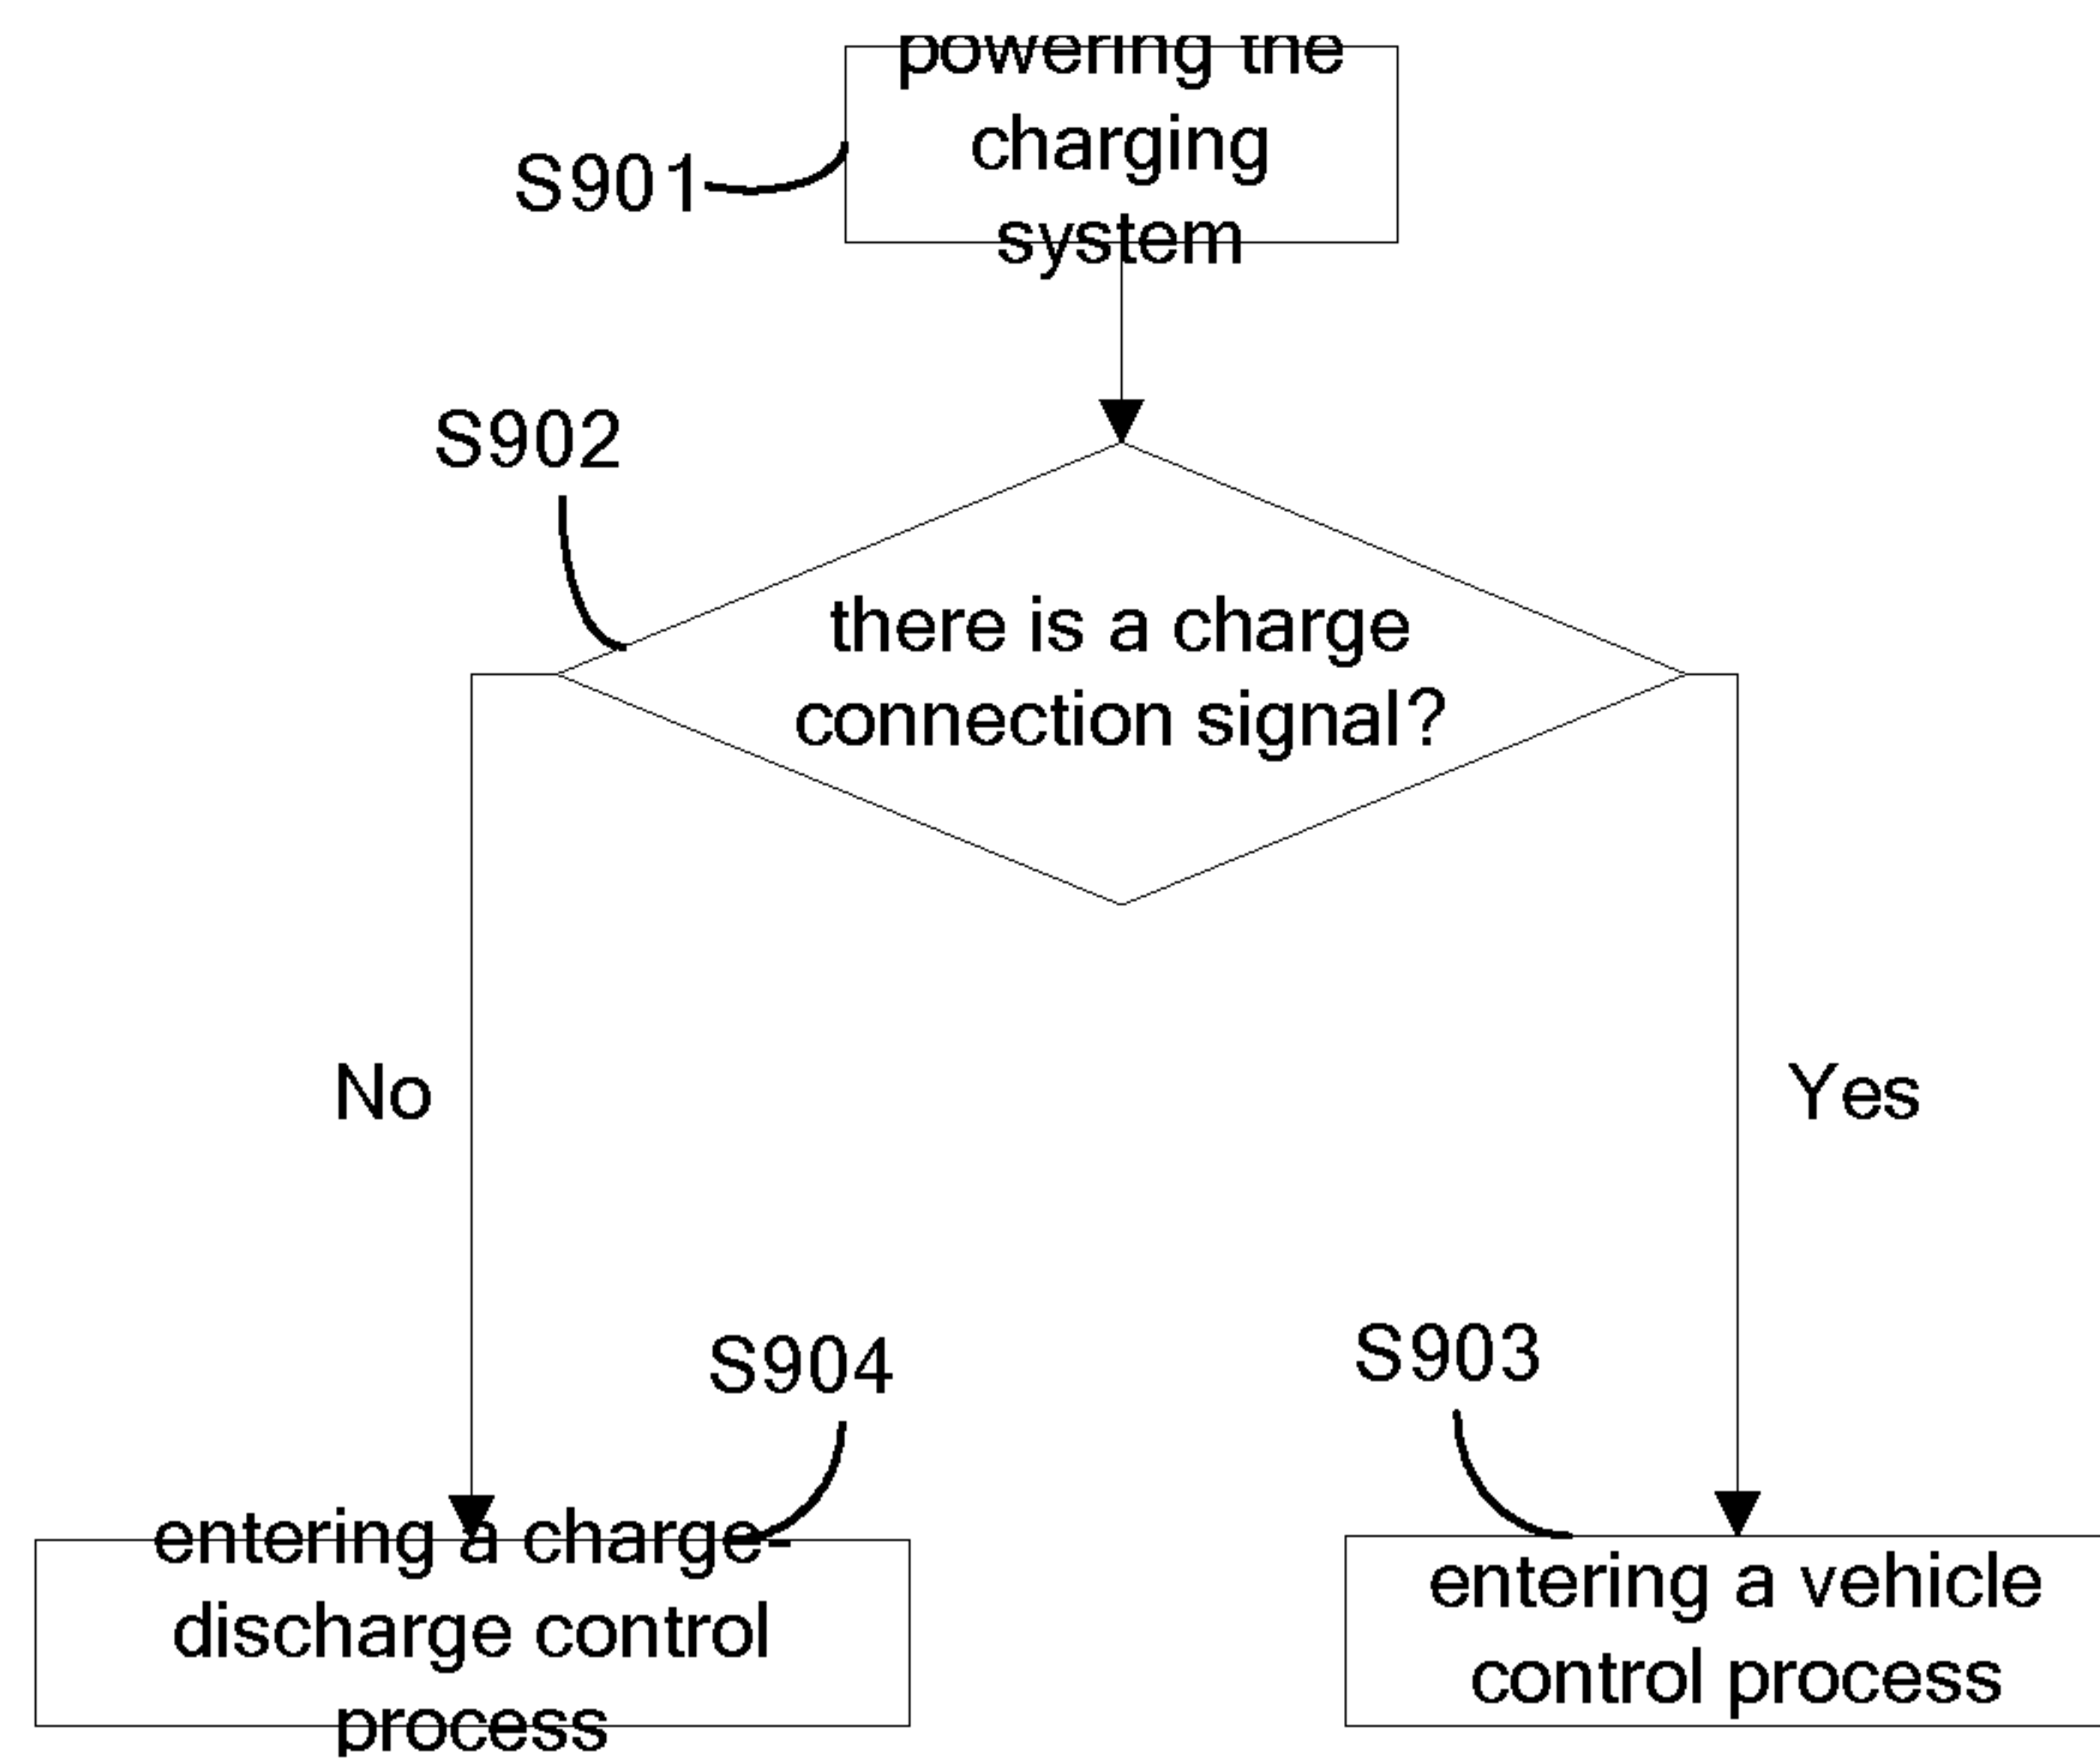 powering the
charging
system
S901
S902
there is a charge
connection signal?
No
Yes
S904
S903
entering a charge-
discharge control
process
entering a vehicle
control process